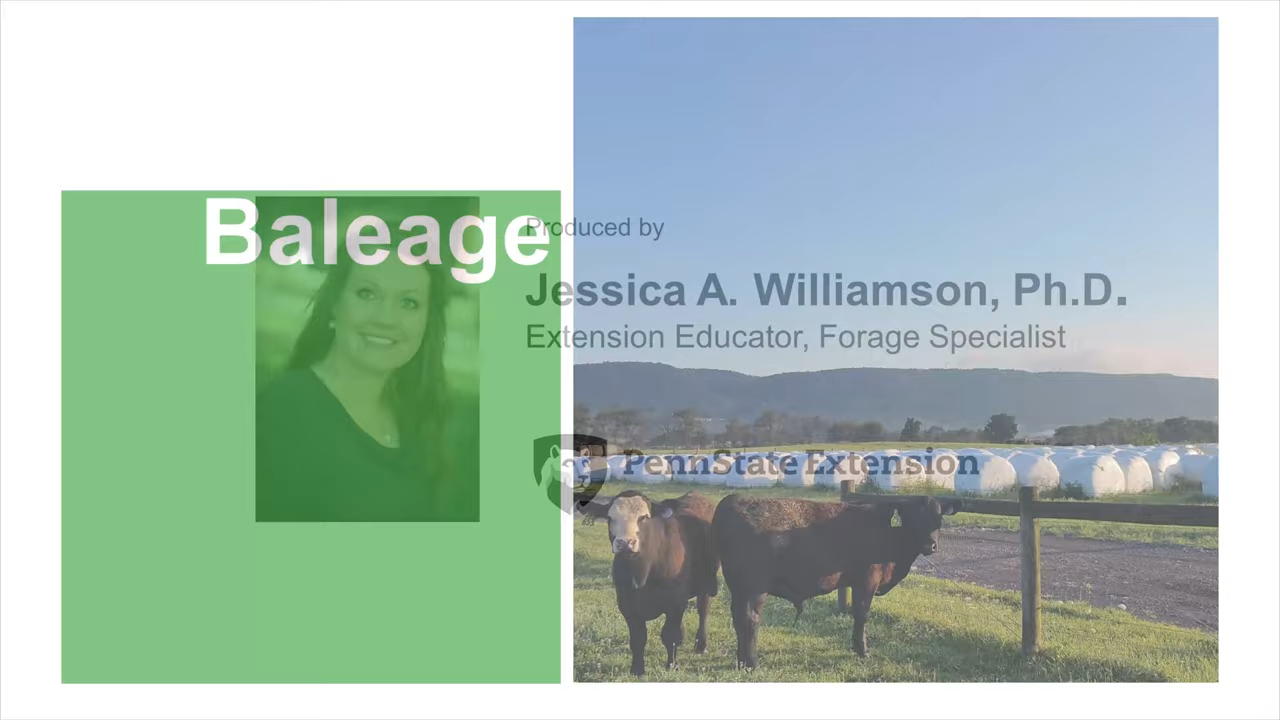 Baleage
Produced by
Jessica A. Williamson, Ph.D.
Extension Educator, Forage Specialist
PennState Extension